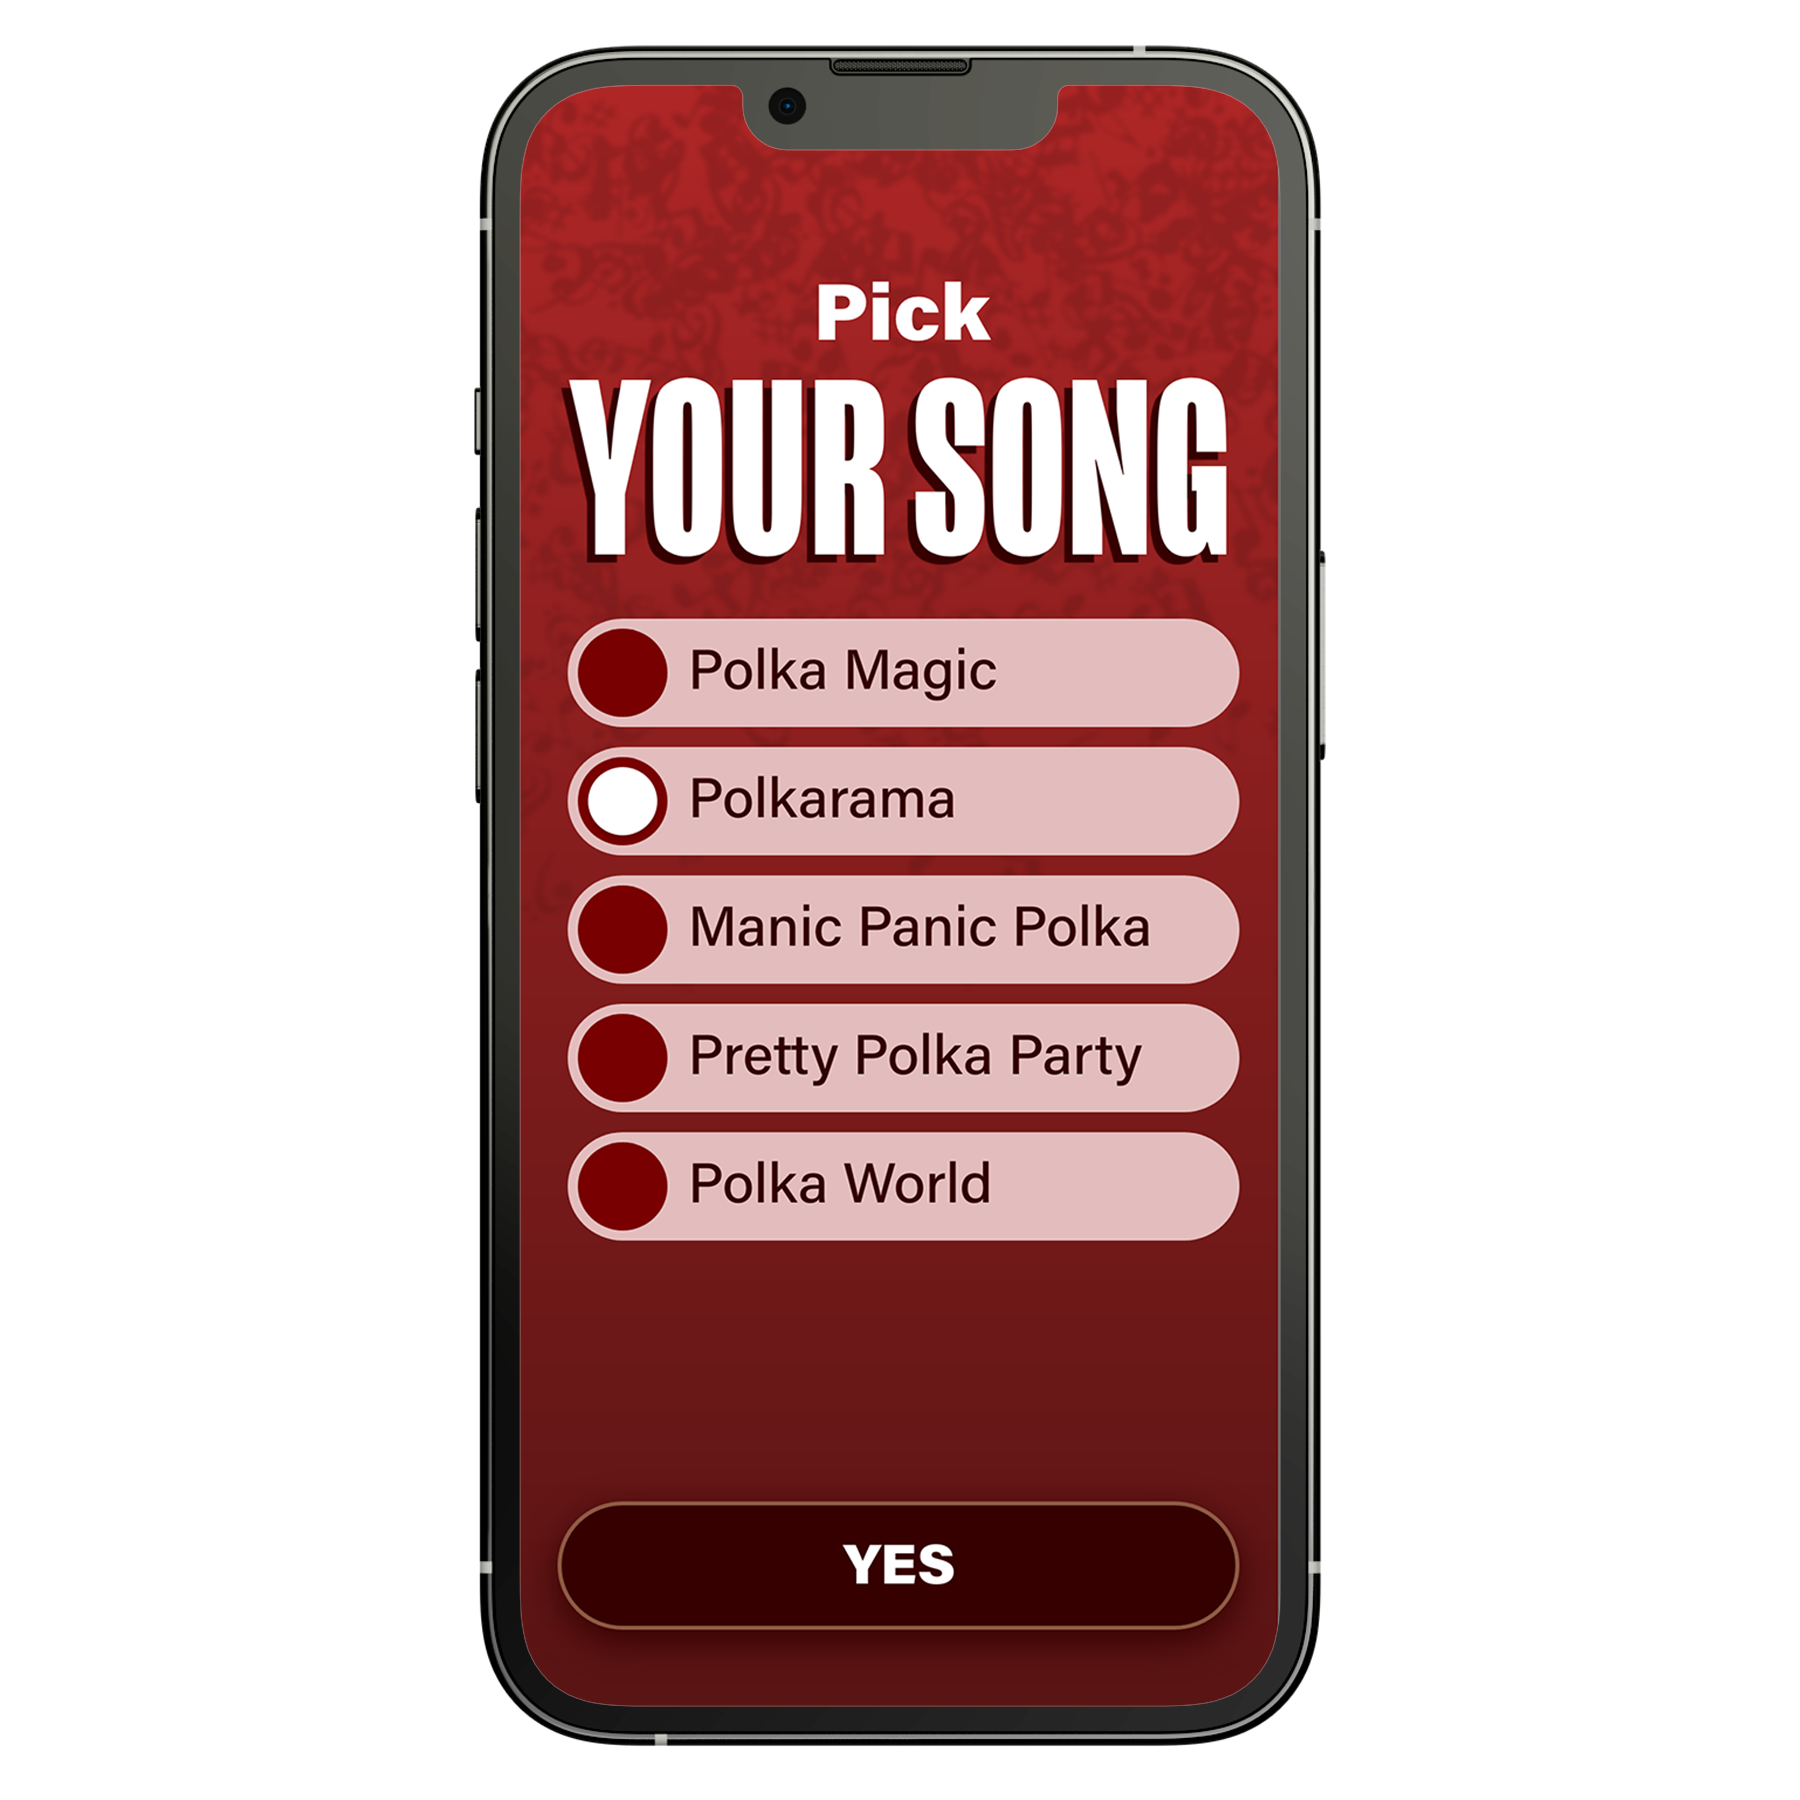 Pick
YOUR SONG
Polka Magic
Polkarama
Manic Panic Polka
Pretty Polka Party
Polka World
YES